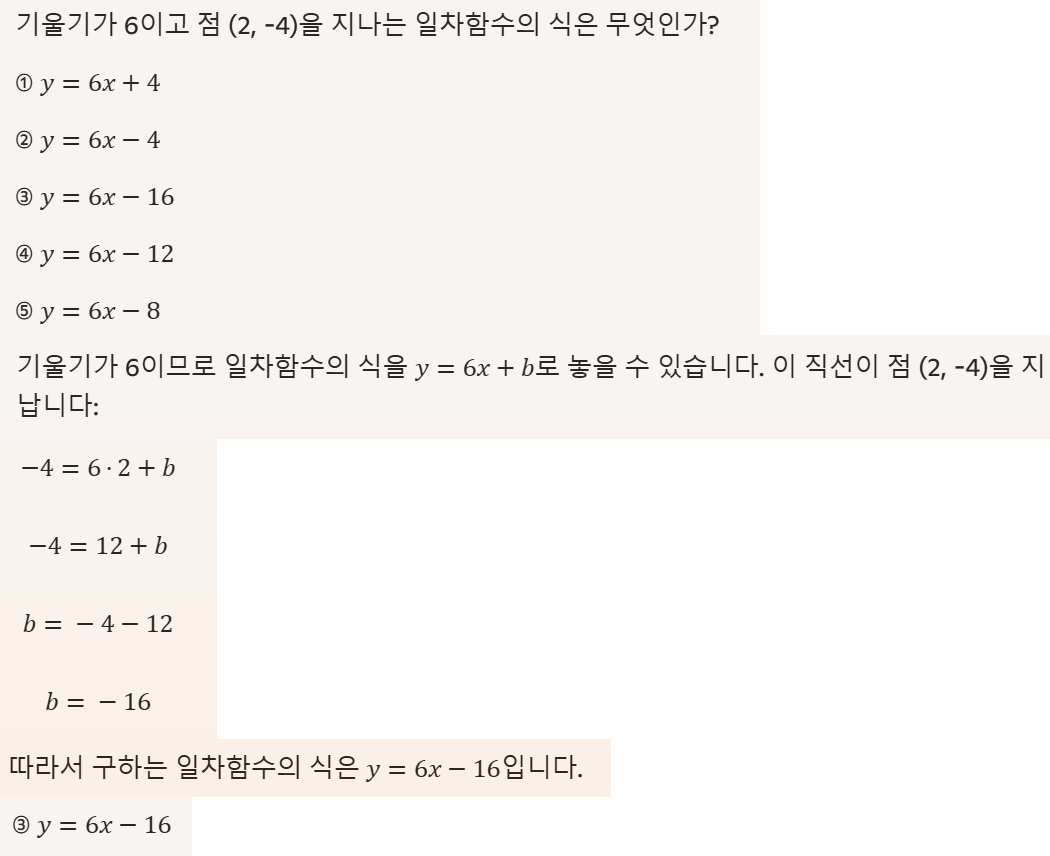 기울기가 6이고 점 (2, -4)을 지나는 일차함수의 식은 무엇인가?
① y = 6x + 4
② y = 6x − 4
③ y = 6x − 16
④ y = 6x − 12
⑤ y = 6x − 8
기울기가 6이므로 일차함수의 식을 y = 6x + b로 놓을 수 있습니다. 이 직선이 점 (2, -4)을 지
납니다:
−4 = 6 · 2 + b
−4 = 12 + b
b = − 4 − 12
b = − 16
따라서 구하는 일차함수의 식은 y = 6x − 16입니다.
③ y = 6x − 16